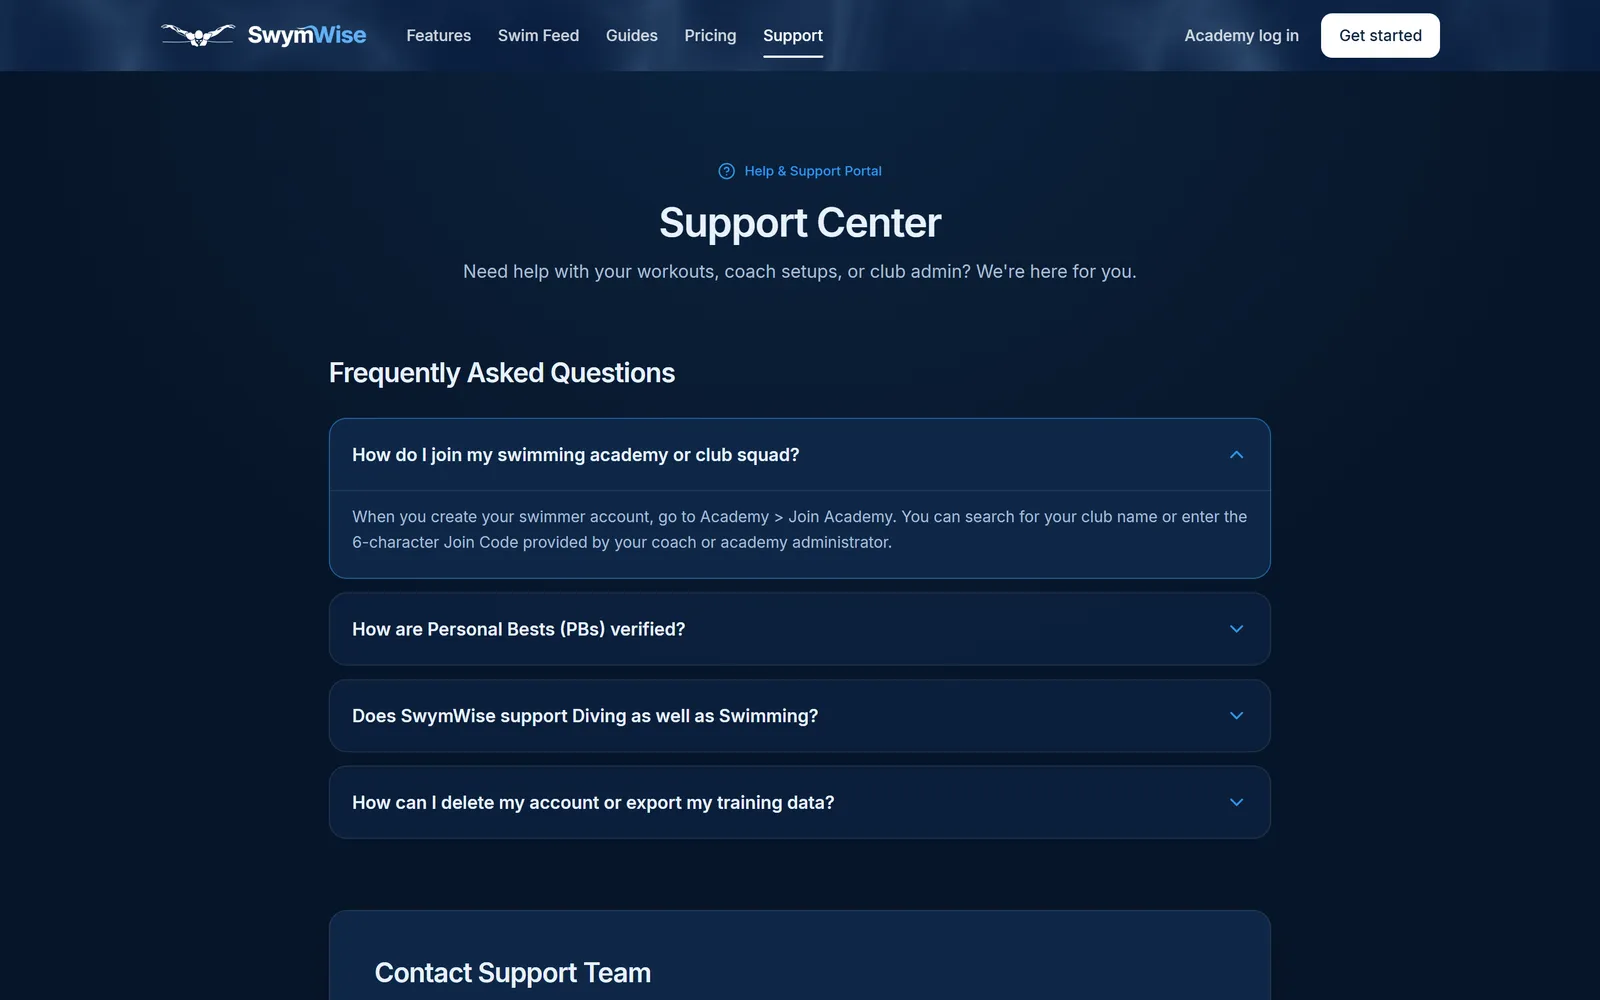 SwymWise
Features
Swim Feed
Guides
Pricing
Support
Academy log in
Get started
Help & Support Portal
Support Center
Need help with your workouts, coach setups, or club admin? We're here for you.
Frequently Asked Questions
How do I join my swimming academy or club squad?
When you create your swimmer account, go to Academy > Join Academy. You can search for your club name or enter the
6-character Join Code provided by your coach or academy administrator.
How are Personal Bests (PBs) verified?
Does SwymWise support Diving as well as Swimming?
How can I delete my account or export my training data?
Contact Support Team